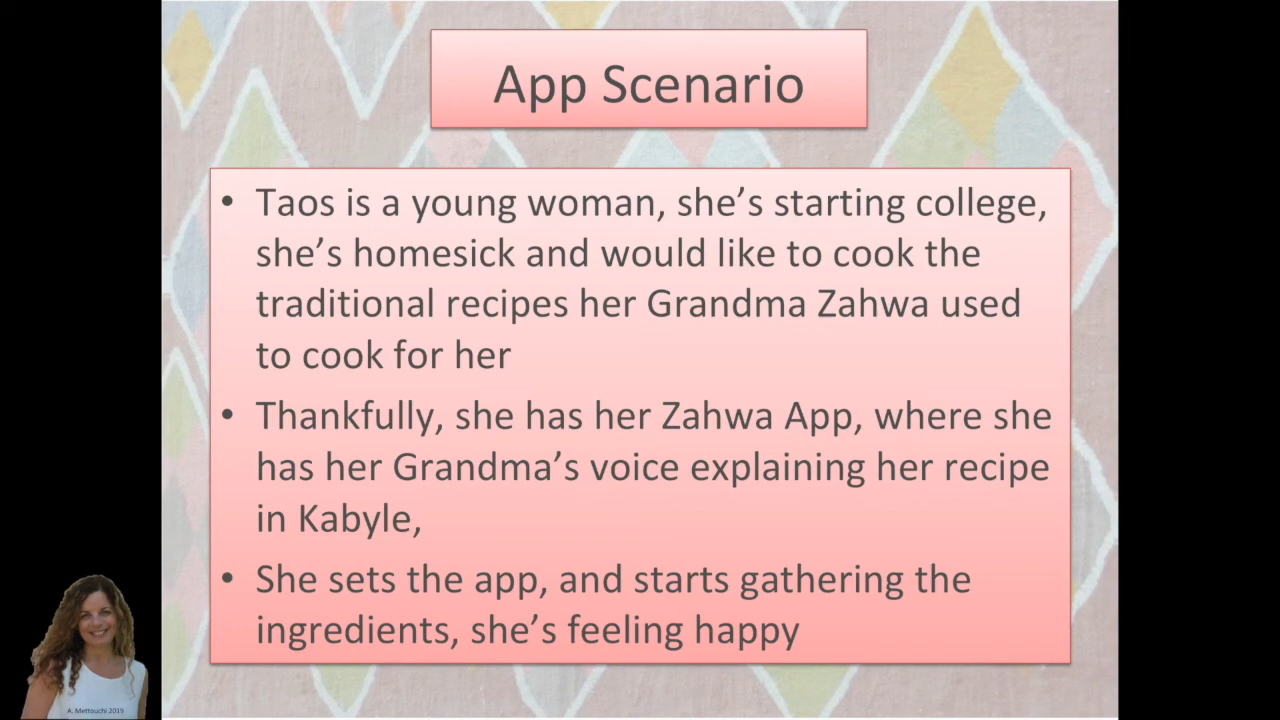 App Scenario
• Taos is a young woman, she’s starting college,
she’s homesick and would like to cook the
traditional recipes her Grandma Zahwa used
to cook for her
• Thankfully, she has her Zahwa App, where she
has her Grandma’s voice explaining her recipe
in Kabyle,
• She sets the app, and starts gathering the
ingredients, she’s feeling happy
A. Mettouchi 2019